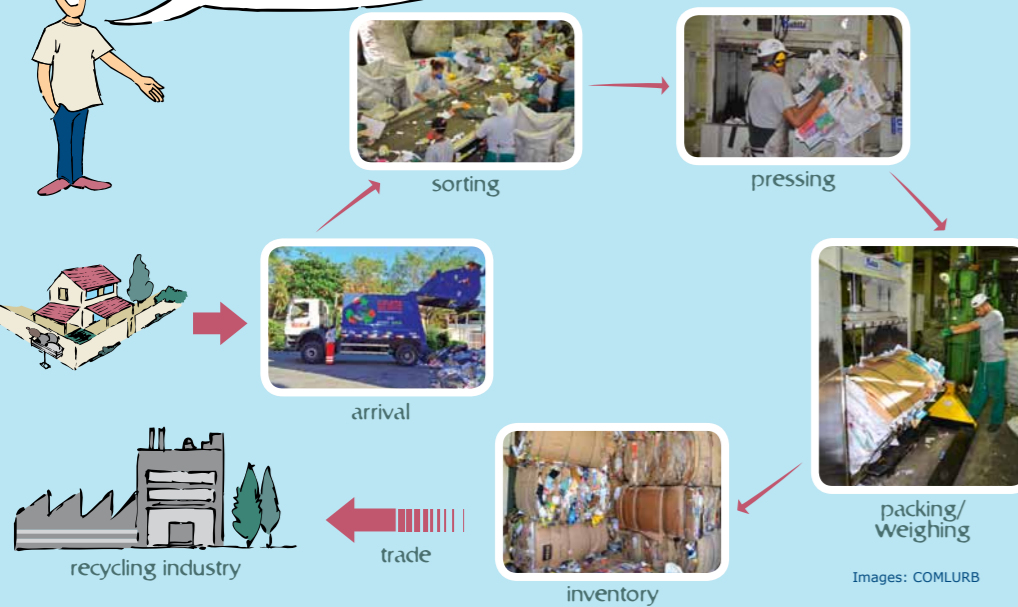 sorting
pressing
arrival
packing/
weighing
inventory
trade
recycling industry
Images: COMLURB